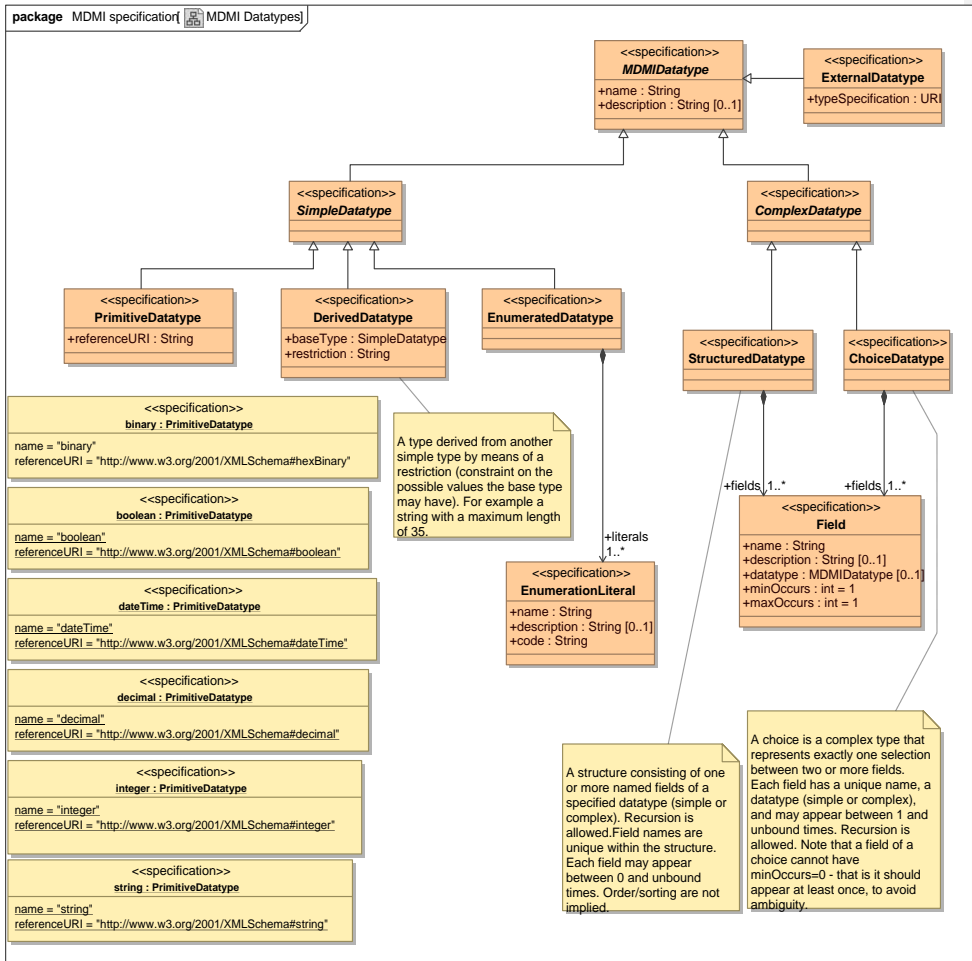 package MDMI specification[ MDMI Datatypes]
<<specification>>
MDMIDatatype
+name : String
+description : String [0..1]
<<specification>>
ExternalDatatype
+typeSpecification : URI
<<specification>>
SimpleDatatype
<<specification>>
ComplexDatatype
<<specification>>
PrimitiveDatatype
+referenceURI : String
<<specification>>
DerivedDatatype
+baseType : SimpleDatatype
+restriction : String
<<specification>>
EnumeratedDatatype
<<specification>>
StructuredDatatype
<<specification>>
ChoiceDatatype
<<specification>>
binary : PrimitiveDatatype
name = "binary"
referenceURI = "http://www.w3.org/2001/XMLSchema#hexBinary"
<<specification>>
boolean : PrimitiveDatatype
name = "boolean"
referenceURI = "http://www.w3.org/2001/XMLSchema#boolean"
<<specification>>
dateTime : PrimitiveDatatype
name = "dateTime"
referenceURI = "http://www.w3.org/2001/XMLSchema#dateTime"
<<specification>>
decimal : PrimitiveDatatype
name = "decimal"
referenceURI = "http://www.w3.org/2001/XMLSchema#decimal"
<<specification>>
integer : PrimitiveDatatype
name = "integer"
referenceURI = "http://www.w3.org/2001/XMLSchema#integer"
<<specification>>
string : PrimitiveDatatype
name = "string"
referenceURI = "http://www.w3.org/2001/XMLSchema#string"
A type derived from another
simple type by means of a
restriction (constraint on the
possible values the base type
may have). For example a
string with a maximum length
of 35.
+literals
1..*
<<specification>>
EnumerationLiteral
+name : String
+description : String [0..1]
+code : String
+fields 1..*
+fields 1..*
<<specification>>
Field
+name : String
+description : String [0..1]
+datatype : MDMIDatatype [0..1]
+minOccurs : int = 1
+maxOccurs : int = 1
A structure consisting of one
or more named fields of a
specified datatype (simple or
complex). Recursion is
allowed.Field names are
unique within the structure.
Each field may appear
between 0 and unbound
times. Order/sorting are not
implied.
A choice is a complex type that
represents exactly one selection
between two or more fields.
Each field has a unique name, a
datatype (simple or complex),
and may appear between 1 and
unbound times. Recursion is
allowed. Note that a field of a
choice cannot have
minOccurs=0 - that is it should
appear at least once, to avoid
ambiguity.